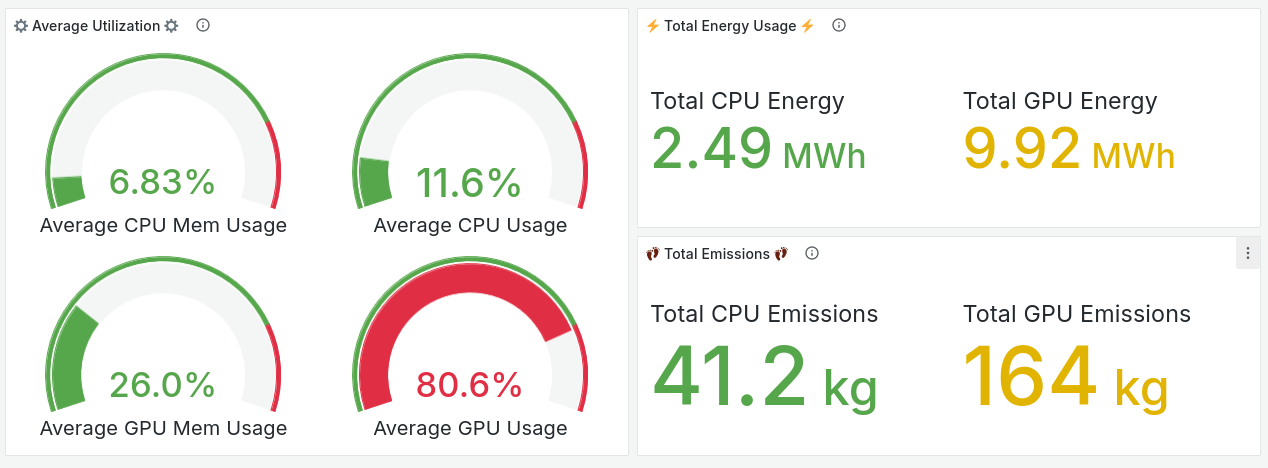 Average Utilization
6.83%
Average CPU Mem Usage
11.6%
Average CPU Usage
26.0%
Average GPU Mem Usage
80.6%
Average GPU Usage
Total Energy Usage
Total CPU Energy
2.49 MWh
Total GPU Energy
9.92 MWh
Total Emissions
Total CPU Emissions
41.2 kg
Total GPU Emissions
164 kg